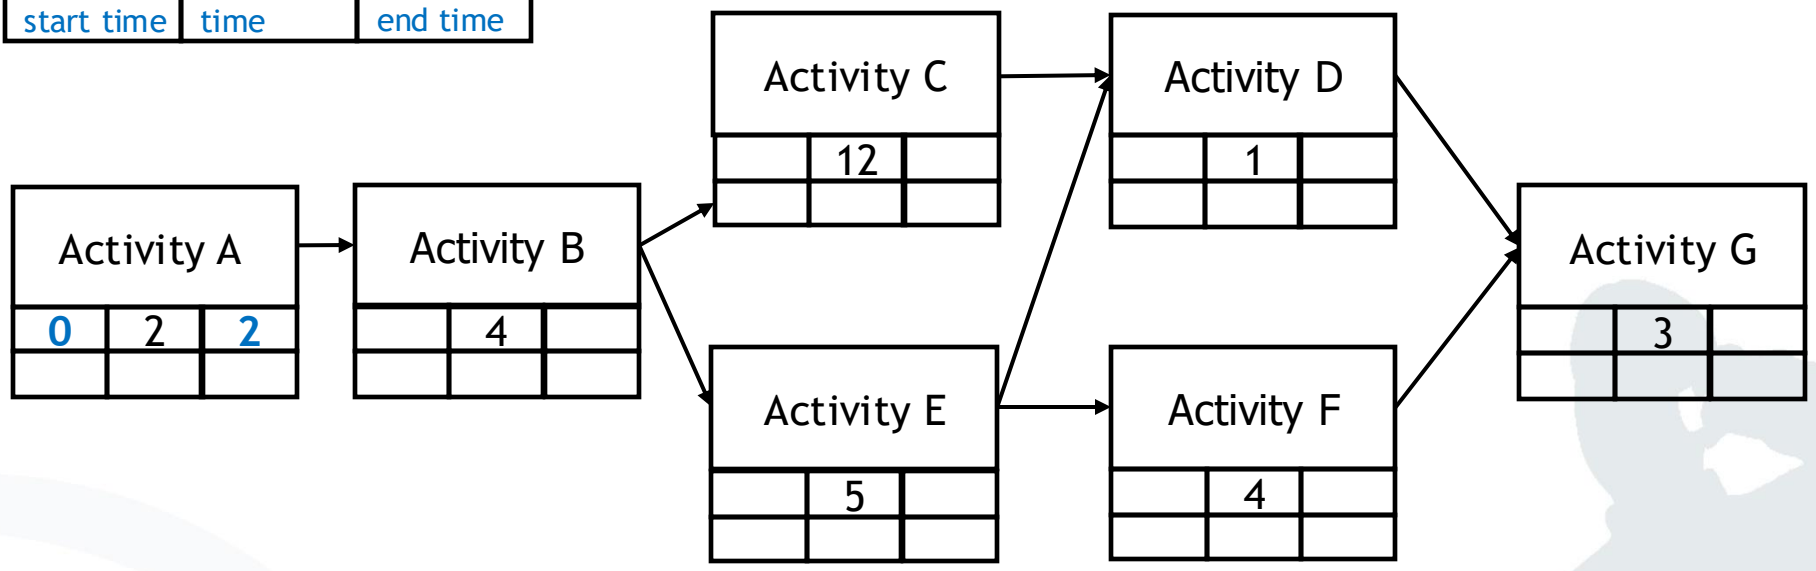 start time time end time
Activity C
12
Activity D
1
Activity A
0 2 2
Activity B
4
Activity E
5
Activity F
4
Activity G
3